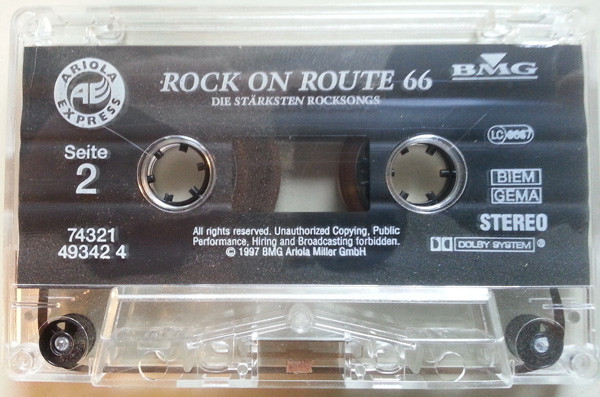 ARIOLA
AE
EXPRESS
ROCK ON ROUTE 66
DIE STÄRKSTEN ROCKSONGS
BMG
LC
Seite
2
BIEM
GEMA
STEREO
DOLBY SYSTEM ®
74321
49342 4
All rights reserved. Unauthorized Copying, Public
Performance, Hiring and Broadcasting forbidden.
© 1997 BMG Ariola Miller GmbH